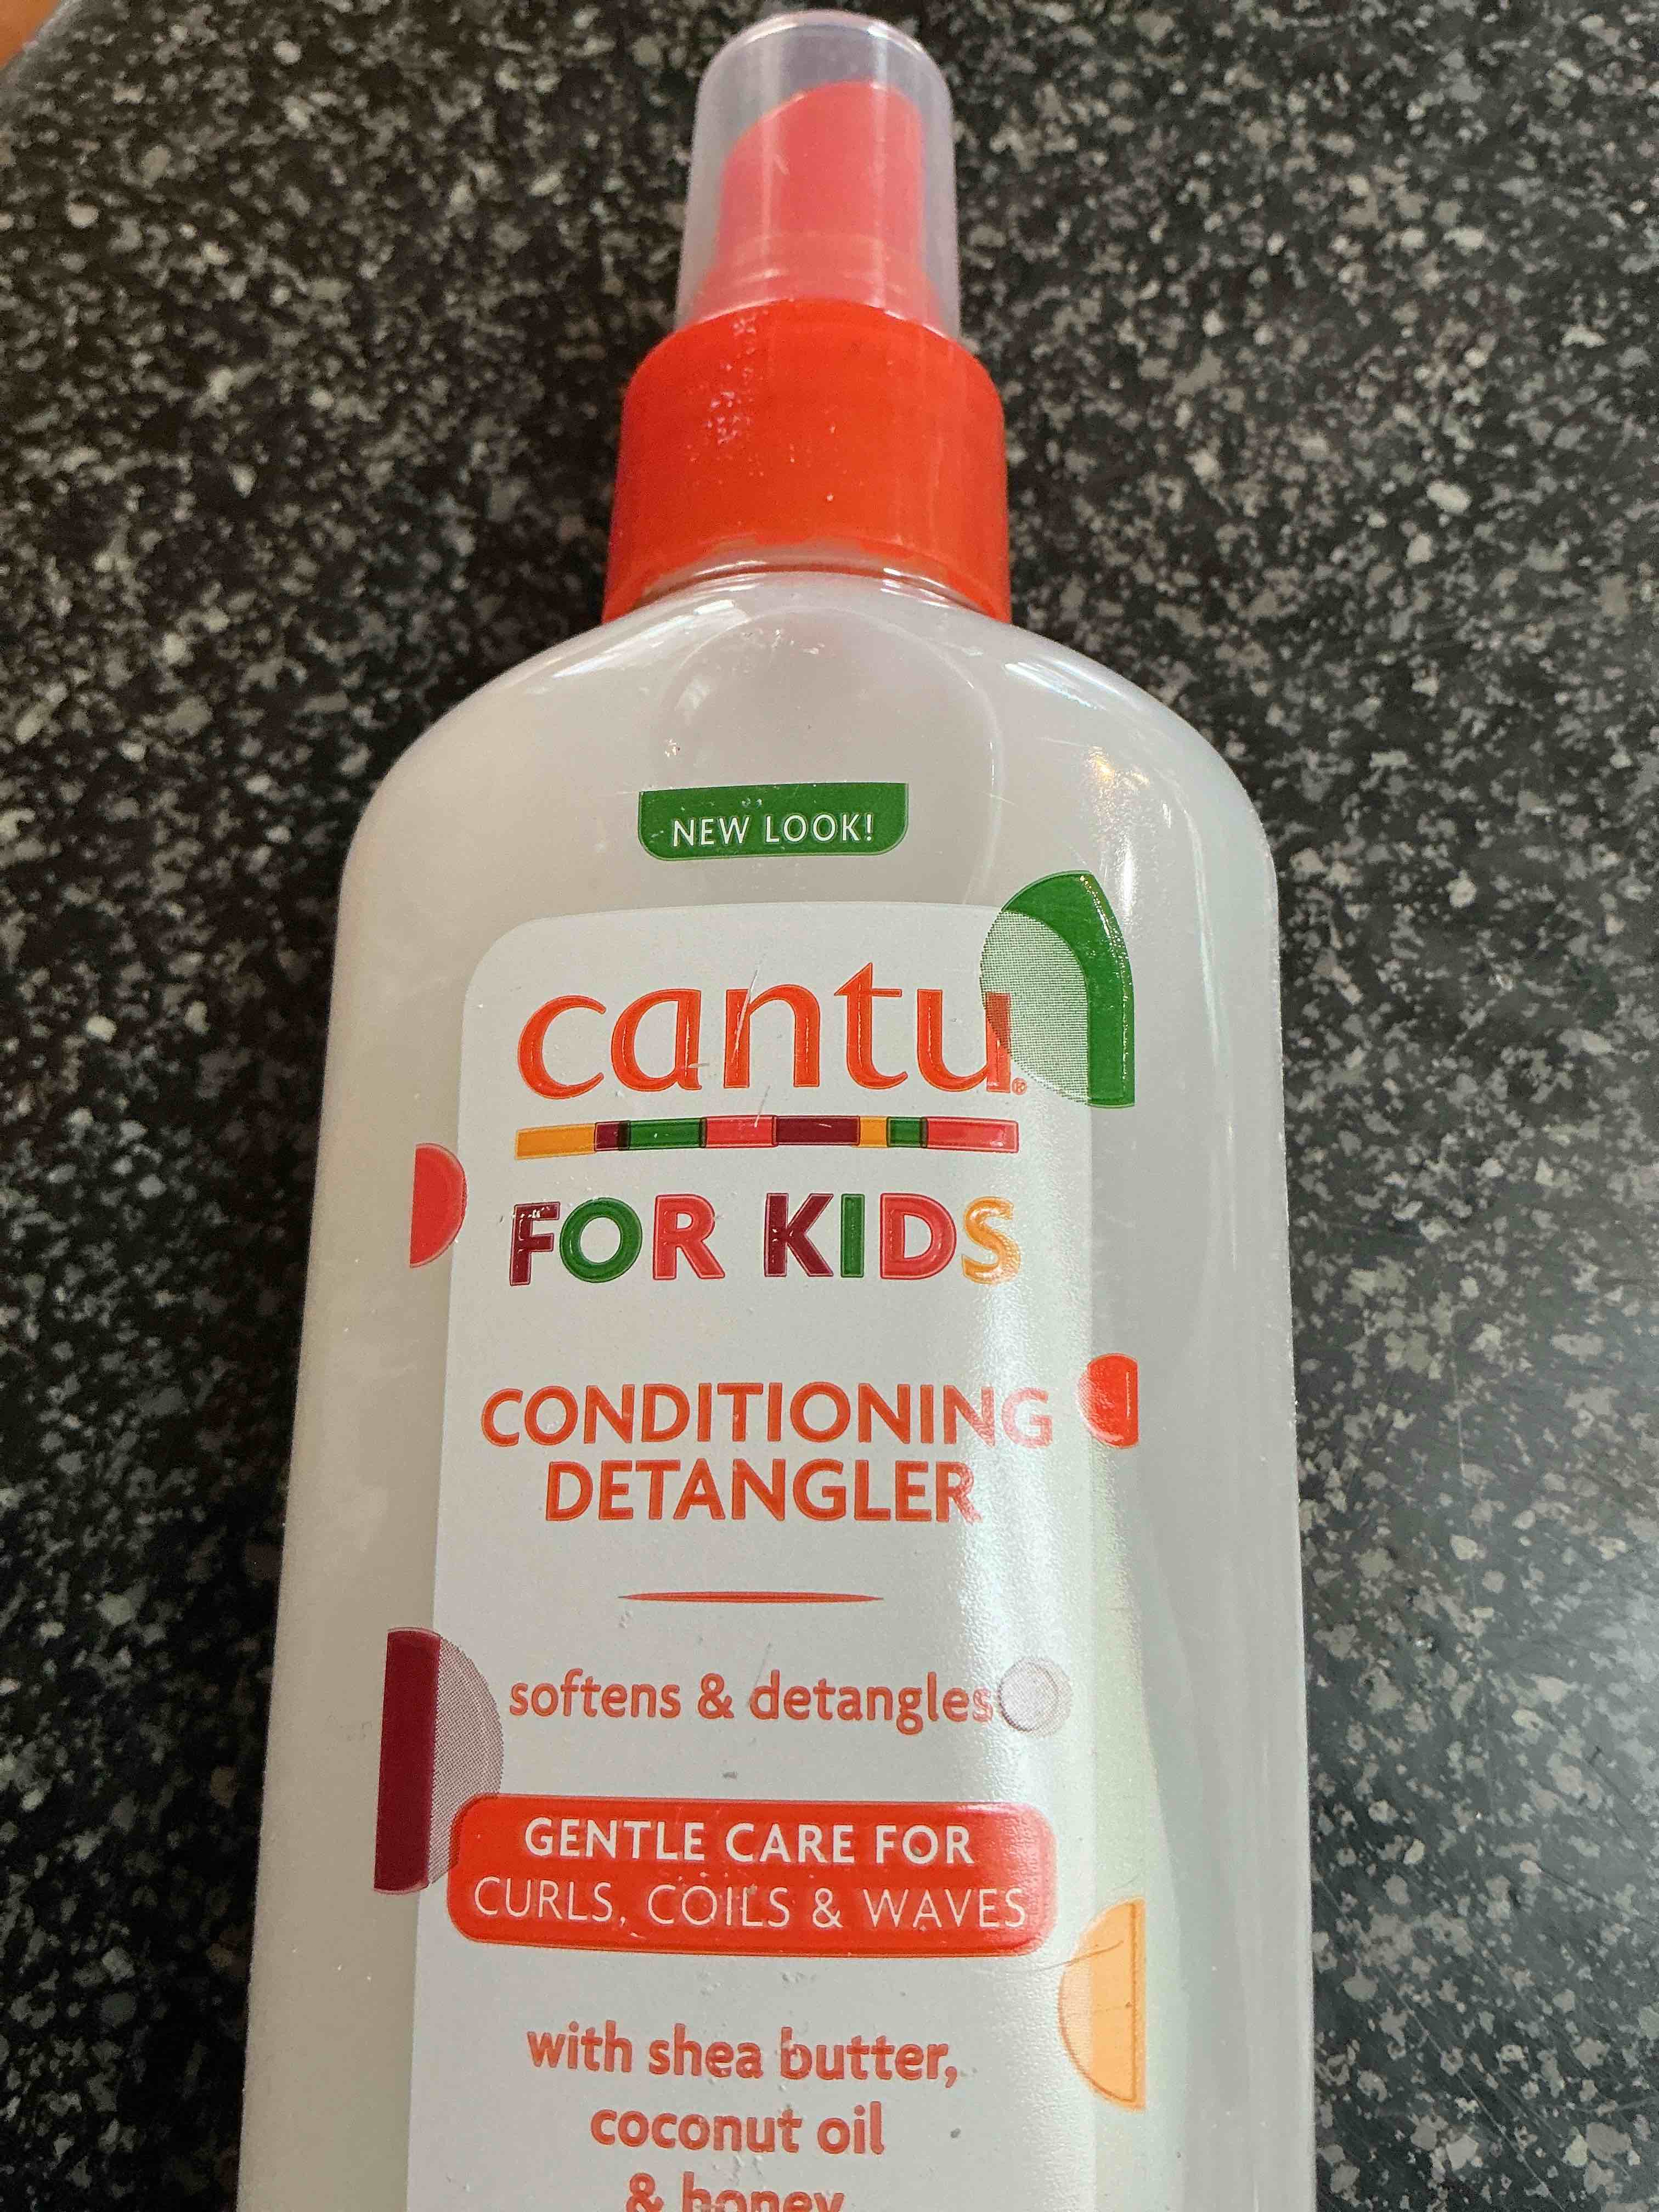 NEW LOOK!
cantu®
FOR KIDS
CONDITIONING
DETANGLER
softens & detangles
GENTLE CARE FOR
CURLS, COILS & WAVES
with shea butter,
coconut oil
& honey